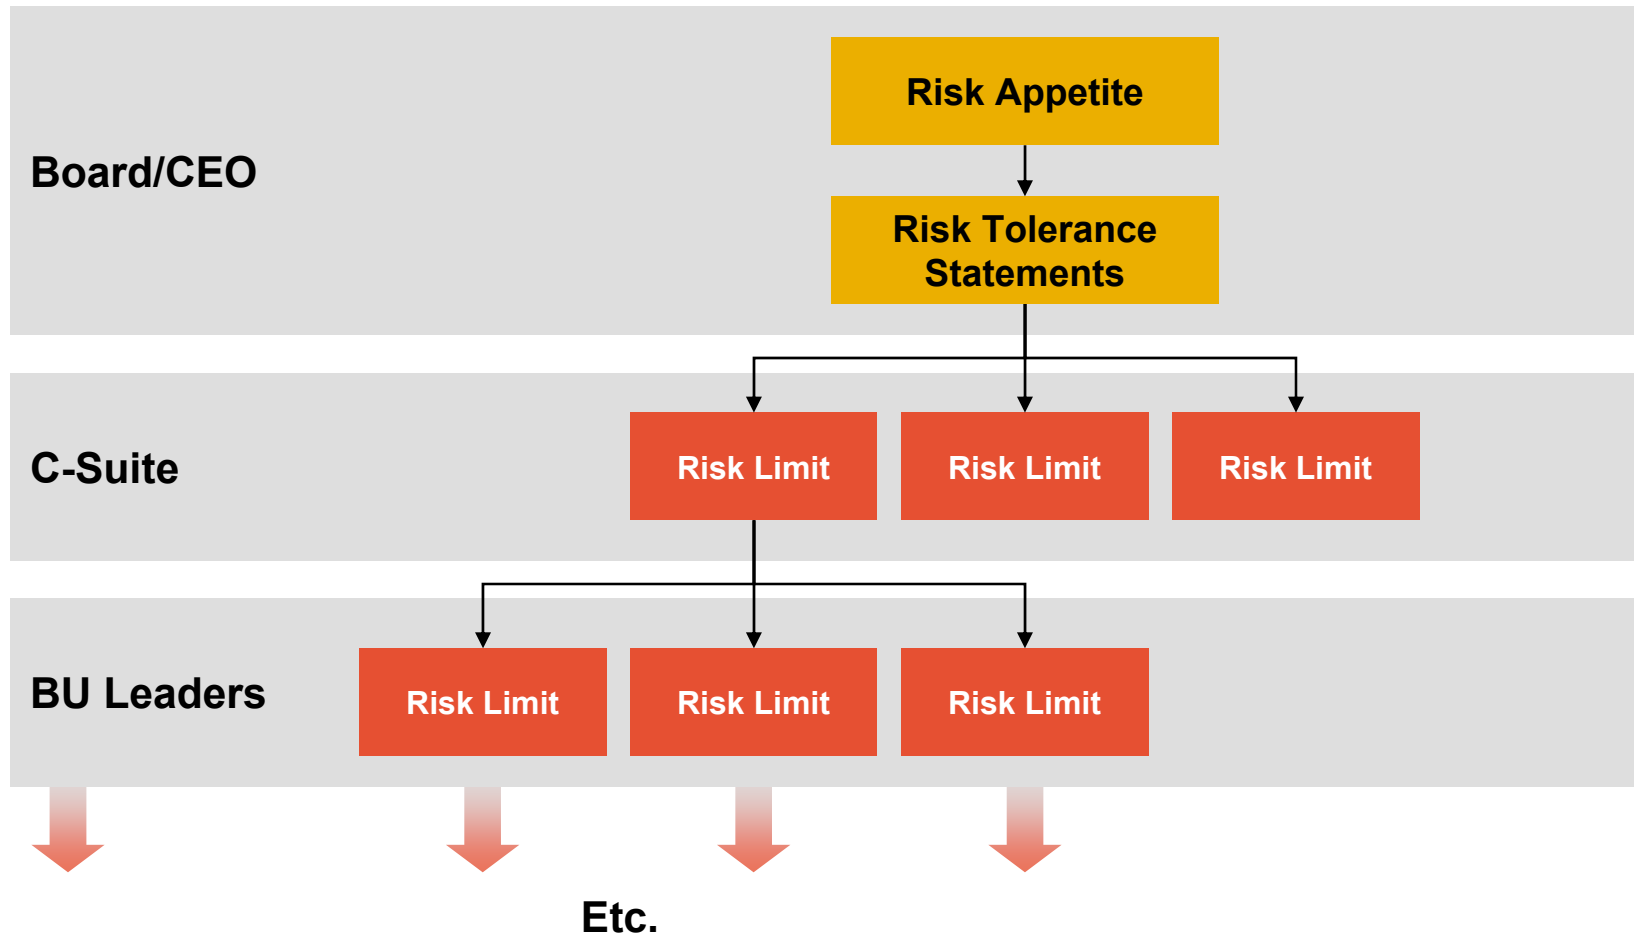 Risk Appetite
Board/CEO
Risk Tolerance
Statements
C-Suite
Risk Limit
Risk Limit
Risk Limit
BU Leaders
Risk Limit
Risk Limit
Risk Limit
Etc.